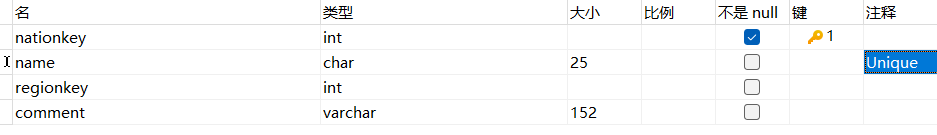 名 类型 大小 比例 不是 null 键 注释
nationkey int 1
name char 25 Unique
regionkey int
comment varchar 152